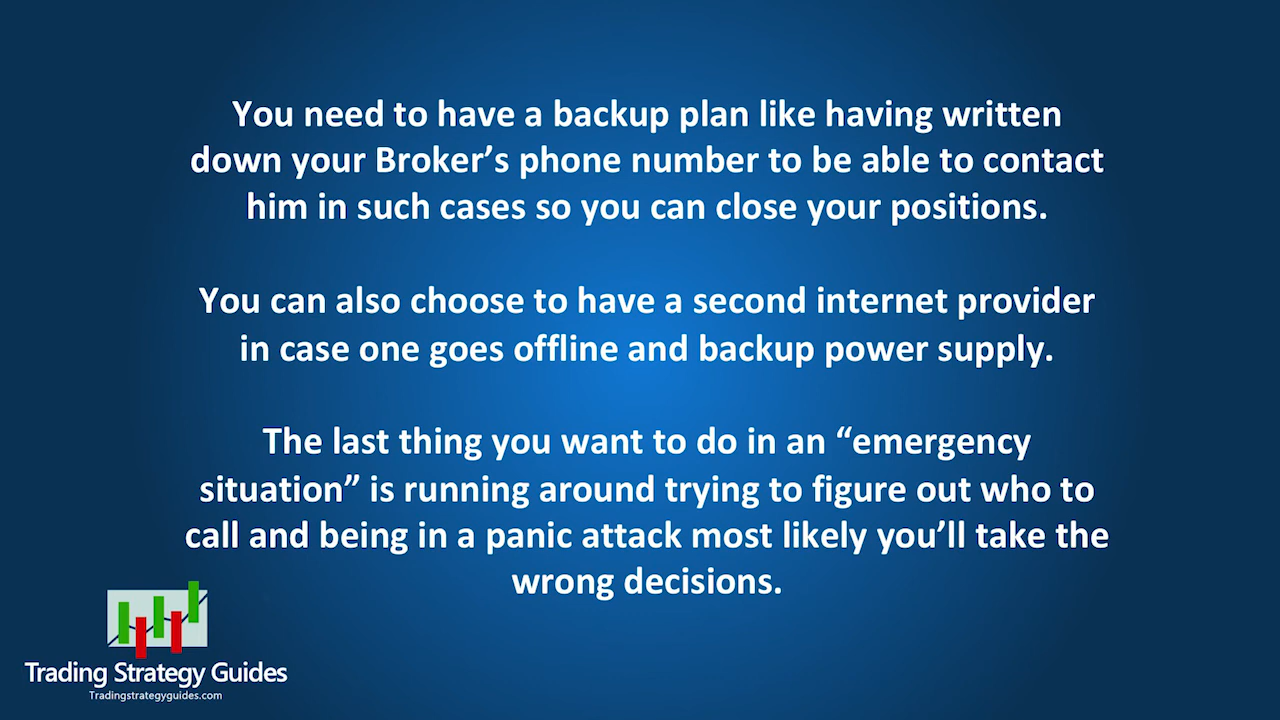 You need to have a backup plan like having written
down your Broker’s phone number to be able to contact
him in such cases so you can close your positions.
You can also choose to have a second internet provider
in case one goes offline and backup power supply.
The last thing you want to do in an “emergency
situation” is running around trying to figure out who to
call and being in a panic attack most likely you’ll take the
wrong decisions.
Trading Strategy Guides
Tradingstrategyguides.com